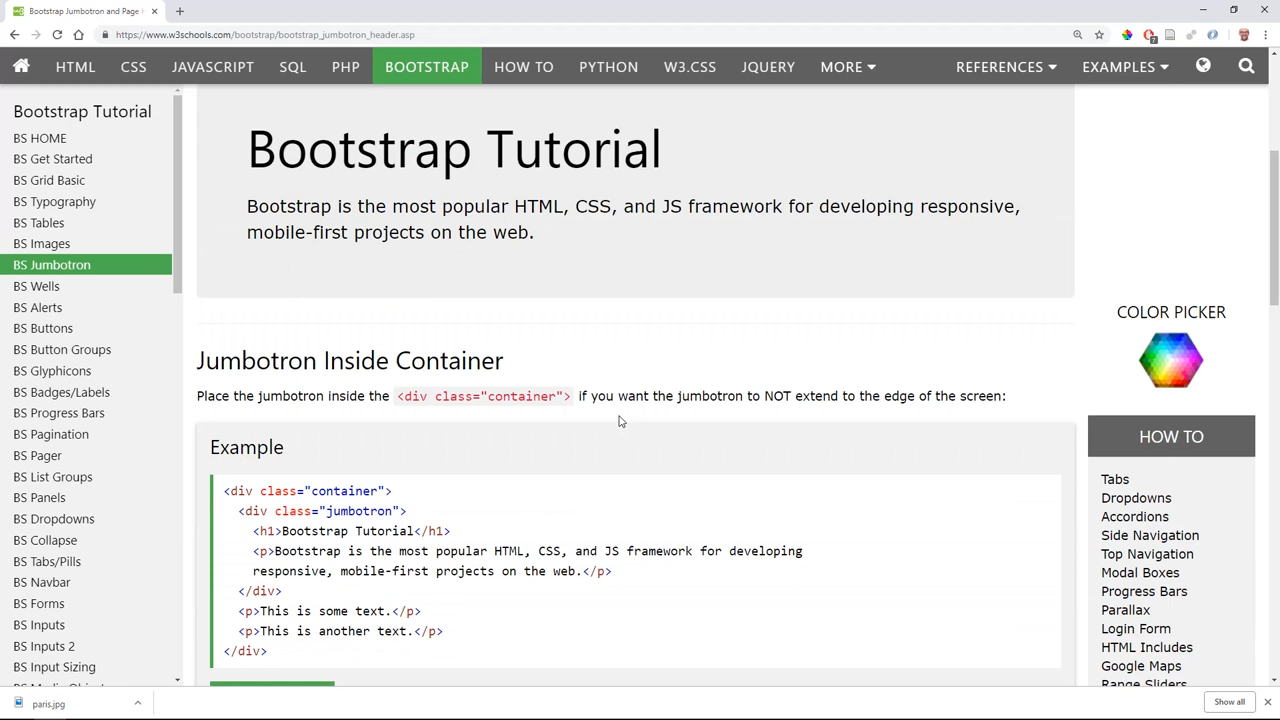 Bootstrap Jumbotron and Page
https://www.w3schools.com/bootstrap/bootstrap_jumbotron_header.asp
HTML CSS JAVASCRIPT SQL PHP BOOTSTRAP HOW TO PYTHON W3.CSS JQUERY MORE REFERENCES EXAMPLES
Bootstrap Tutorial
BS HOME
BS Get Started
BS Grid Basic
BS Typography
BS Tables
BS Images
BS Jumbotron
BS Wells
BS Alerts
BS Buttons
BS Button Groups
BS Glyphicons
BS Badges/Labels
BS Progress Bars
BS Pagination
BS Pager
BS List Groups
BS Panels
BS Dropdowns
BS Collapse
BS Tabs/Pills
BS Navbar
BS Forms
BS Inputs
BS Inputs 2
BS Input Sizing
BS Media Object
Bootstrap Tutorial
Bootstrap is the most popular HTML, CSS, and JS framework for developing responsive,
mobile-first projects on the web.
Jumbotron Inside Container
Place the jumbotron inside the <div class="container"> if you want the jumbotron to NOT extend to the edge of the screen:
Example
<div class="container">
<div class="jumbotron">
<h1>Bootstrap Tutorial</h1>
<p>Bootstrap is the most popular HTML, CSS, and JS framework for developing
responsive, mobile-first projects on the web.</p>
</div>
<p>This is some text.</p>
<p>This is another text.</p>
</div>
COLOR PICKER
HOW TO
Tabs
Dropdowns
Accordions
Side Navigation
Top Navigation
Modal Boxes
Progress Bars
Parallax
Login Form
HTML Includes
Google Maps
Range Sliders
paris.jpg
Show all